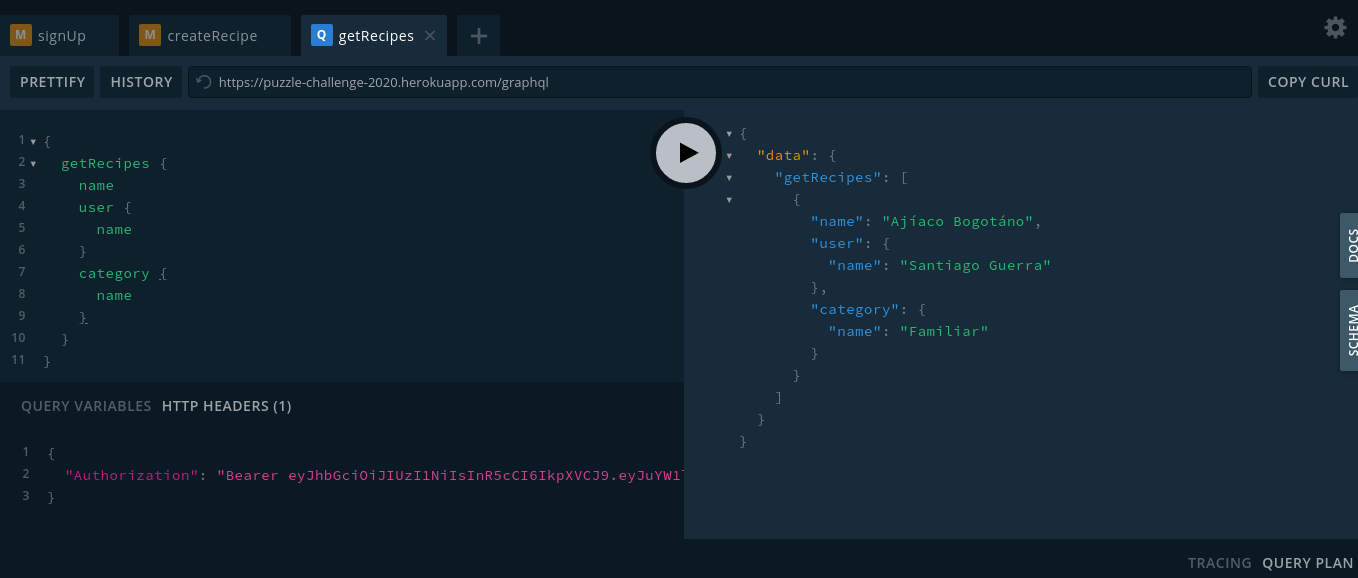 M signUp
M createRecipe
Q getRecipes
PRETTIFY
HISTORY
https://puzzle-challenge-2020.herokuapp.com/graphql
COPY CURL
1 {
2 getRecipes {
3 name
4 user {
5 name
6 }
7 category {
8 name
9 }
10 }
11 }
QUERY VARIABLES HTTP HEADERS (1)
1 {
2 "Authorization": "Bearer eyJhbGciOiJIUzI1NiIsInR5cCI6IkpXVCJ9.eyJuYW1
3 }
{
"data": {
"getRecipes": [
{
"name": "Ajíaco Bogotáno",
"user": {
"name": "Santiago Guerra"
},
"category": {
"name": "Familiar"
}
}
]
}
}
DOCS
SCHEMA
TRACING QUERY PLAN